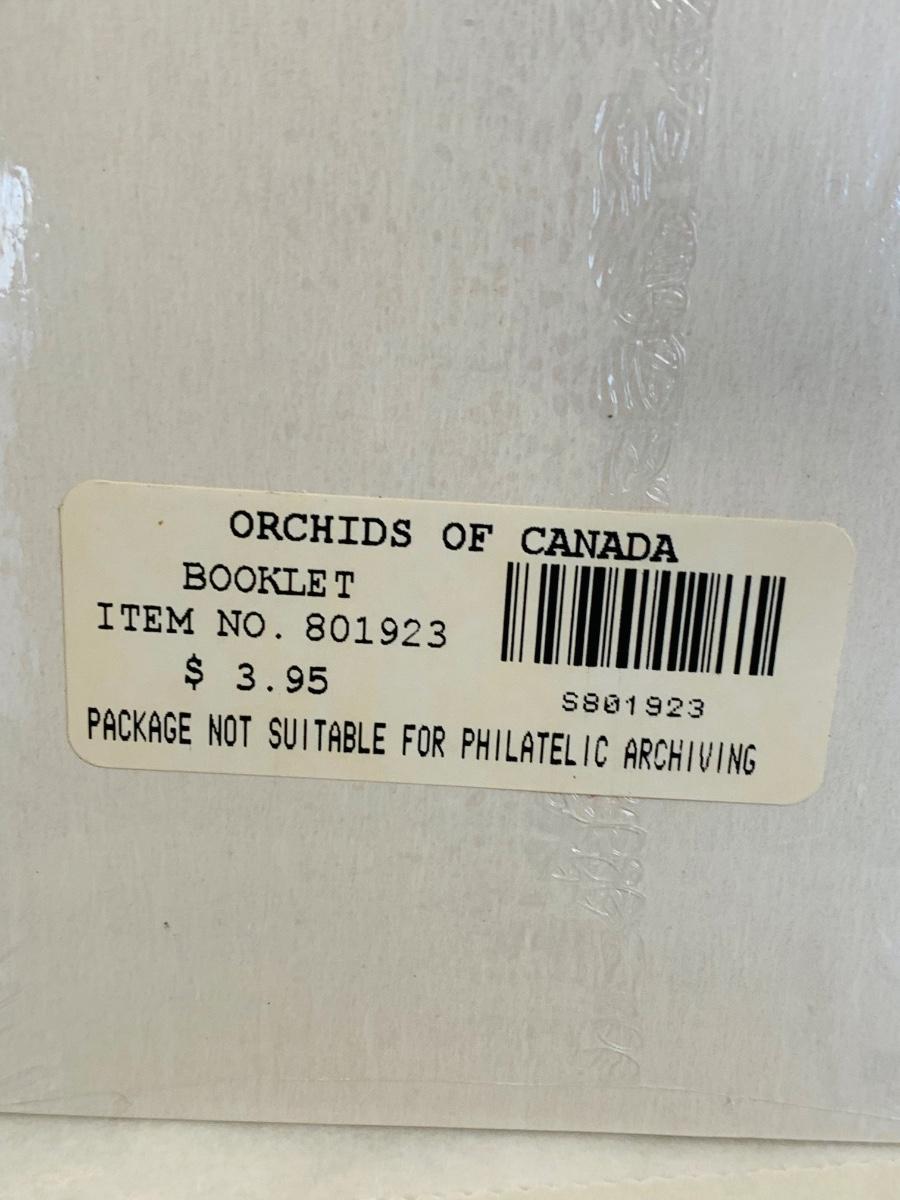 ORCHIDS OF CANADA
BOOKLET
ITEM NO. 801923
$ 3.95
S801923
PACKAGE NOT SUITABLE FOR PHILATELIC ARCHIVING